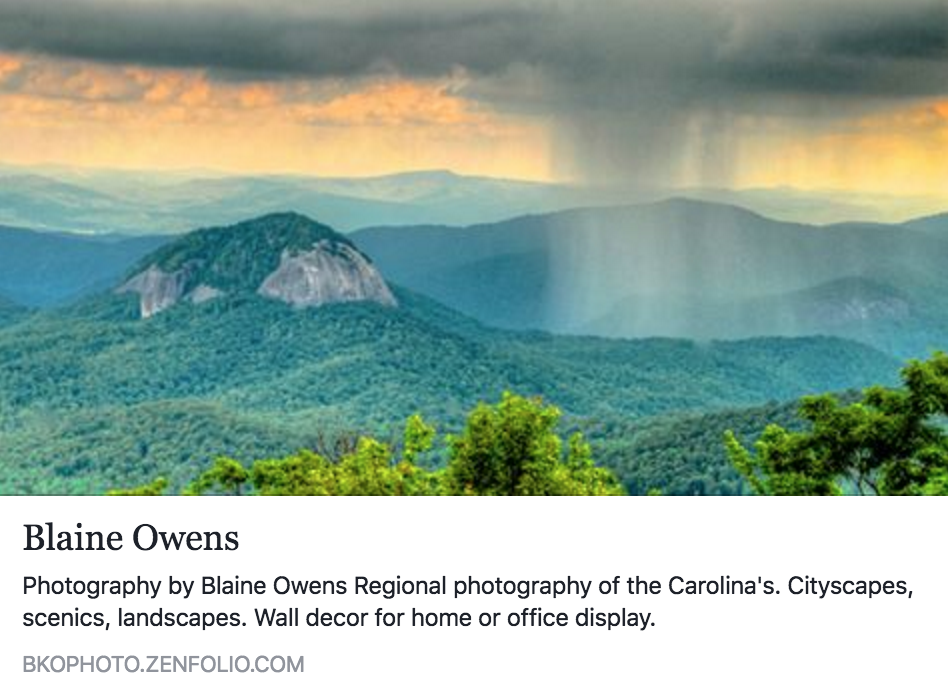 Blaine Owens
Photography by Blaine Owens Regional photography of the Carolina's. Cityscapes,
scenics, landscapes. Wall decor for home or office display.
BKOPHOTO.ZENFOLIO.COM